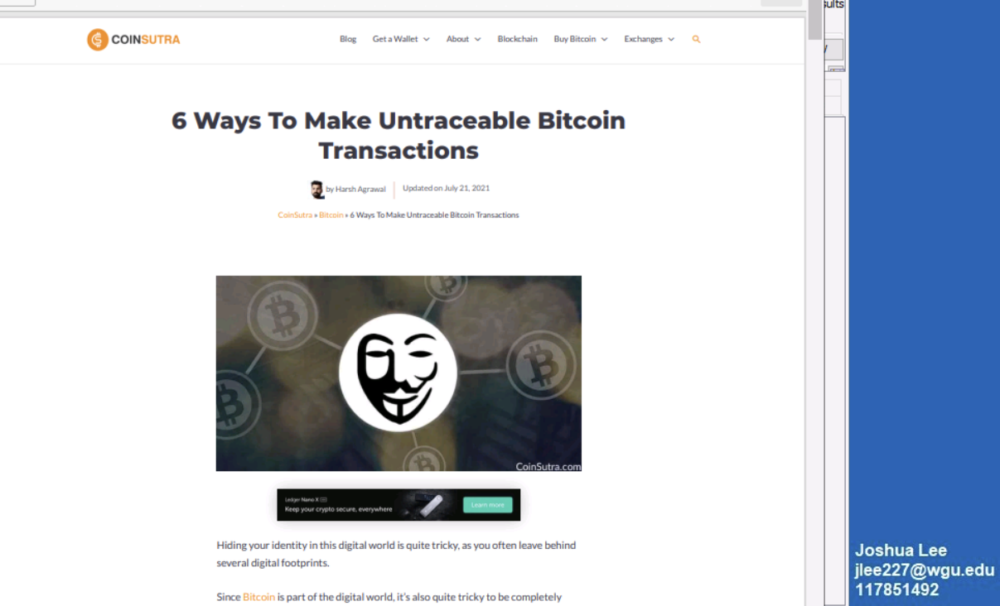 sults
COINSUTRA
Blog Get a Wallet About Blockchain Buy Bitcoin Exchanges
6 Ways To Make Untraceable Bitcoin
Transactions
by Harsh Agrawal Updated on July 21, 2021
CoinSutra » Bitcoin » 6 Ways To Make Untraceable Bitcoin Transactions
CoinSutra.com
Ledger Nano X
Keep your crypto secure, everywhere
Learn more
Hiding your identity in this digital world is quite tricky, as you often leave behind
several digital footprints.
Since Bitcoin is part of the digital world, it's also quite tricky to be completely
Joshua Lee
jlee227@wgu.edu
117851492